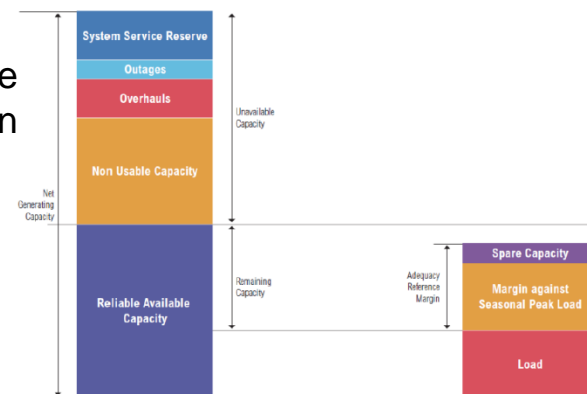 e
n
System Service Reserve
Outages
Overhauls
Non Usable Capacity
Reliable Available
Capacity
Net
Generating
Capacity
Unavailable
Capacity
Remaining
Capacity
Adequacy
Reference
Margin
Spare Capacity
Margin against
Seasonal Peak Load
Load